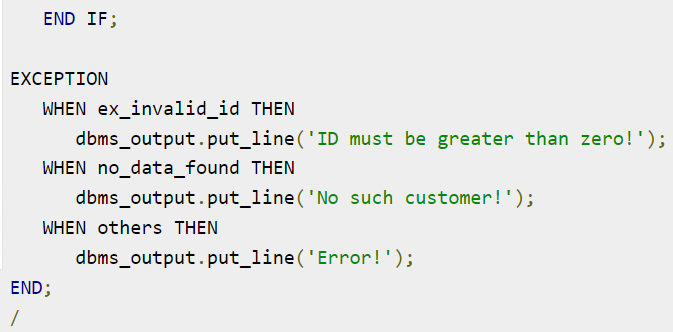 END IF;
EXCEPTION
WHEN ex_invalid_id THEN
dbms_output.put_line('ID must be greater than zero!');
WHEN no_data_found THEN
dbms_output.put_line('No such customer!');
WHEN others THEN
dbms_output.put_line('Error!');
END;
/